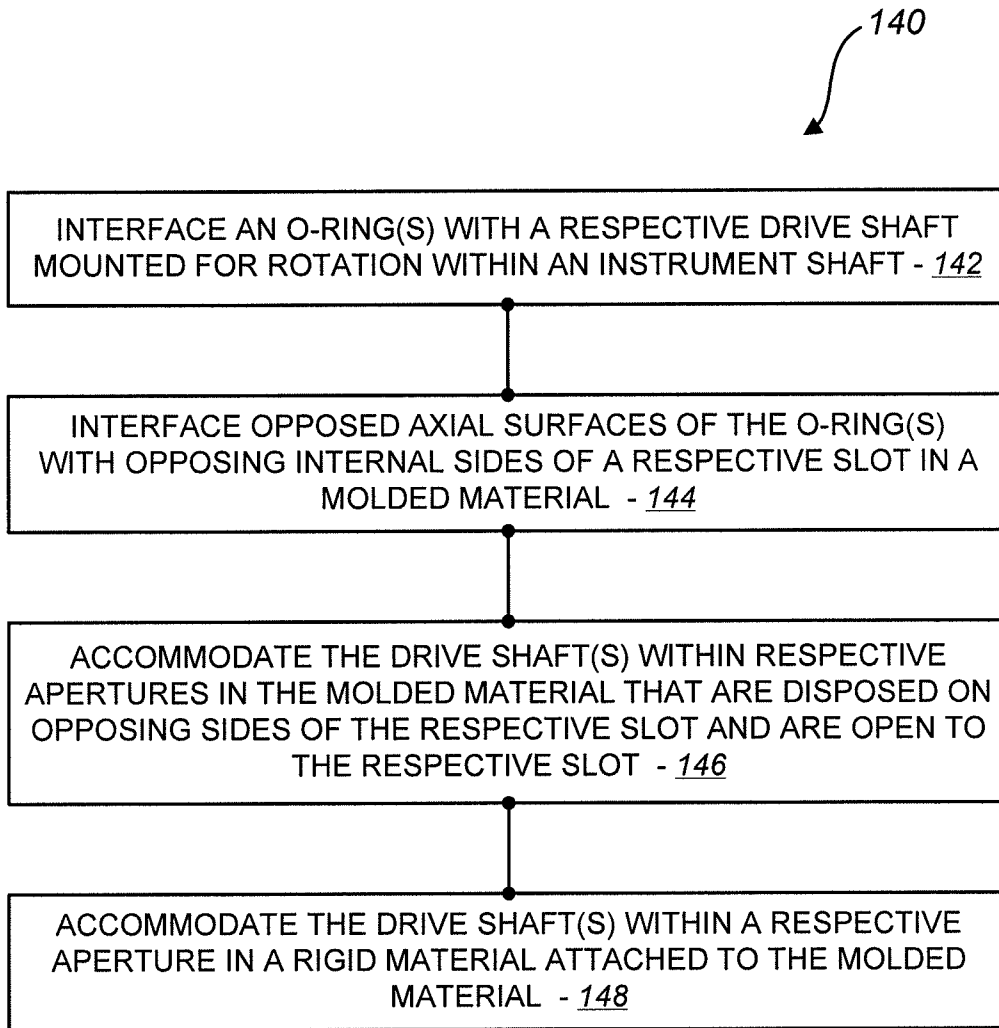 140
INTERFACE AN O-RING(S) WITH A RESPECTIVE DRIVE SHAFT
MOUNTED FOR ROTATION WITHIN AN INSTRUMENT SHAFT - 142
INTERFACE OPPOSED AXIAL SURFACES OF THE O-RING(S)
WITH OPPOSING INTERNAL SIDES OF A RESPECTIVE SLOT IN A
MOLDED MATERIAL - 144
ACCOMMODATE THE DRIVE SHAFT(S) WITHIN RESPECTIVE
APERTURES IN THE MOLDED MATERIAL THAT ARE DISPOSED ON
OPPOSING SIDES OF THE RESPECTIVE SLOT AND ARE OPEN TO
THE RESPECTIVE SLOT - 146
ACCOMMODATE THE DRIVE SHAFT(S) WITHIN A RESPECTIVE
APERTURE IN A RIGID MATERIAL ATTACHED TO THE MOLDED
MATERIAL - 148